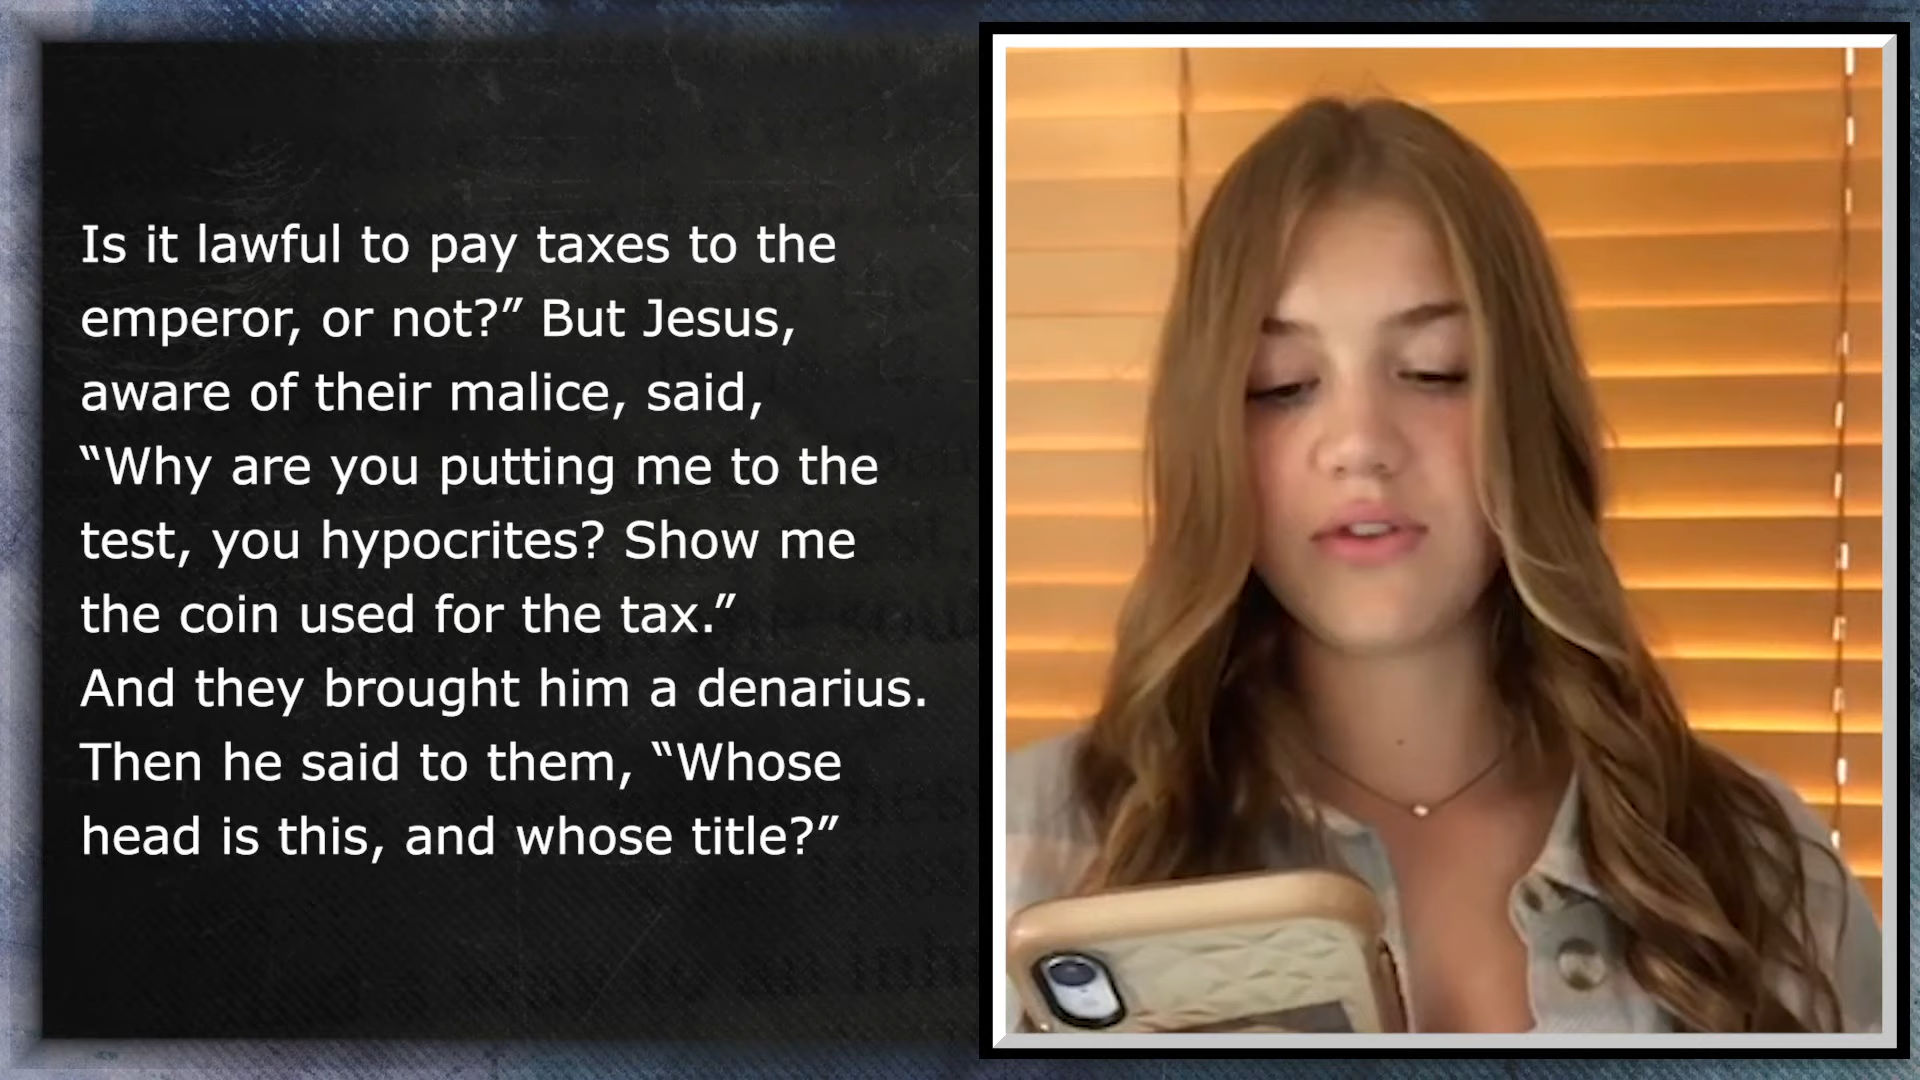 Is it lawful to pay taxes to the
emperor, or not?” But Jesus,
aware of their malice, said,
“Why are you putting me to the
test, you hypocrites? Show me
the coin used for the tax.”
And they brought him a denarius.
Then he said to them, “Whose
head is this, and whose title?”